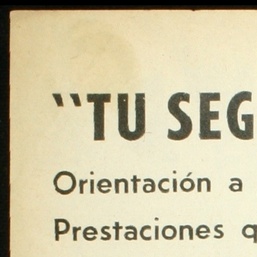 "TU SEG
Orientación a
Prestaciones q